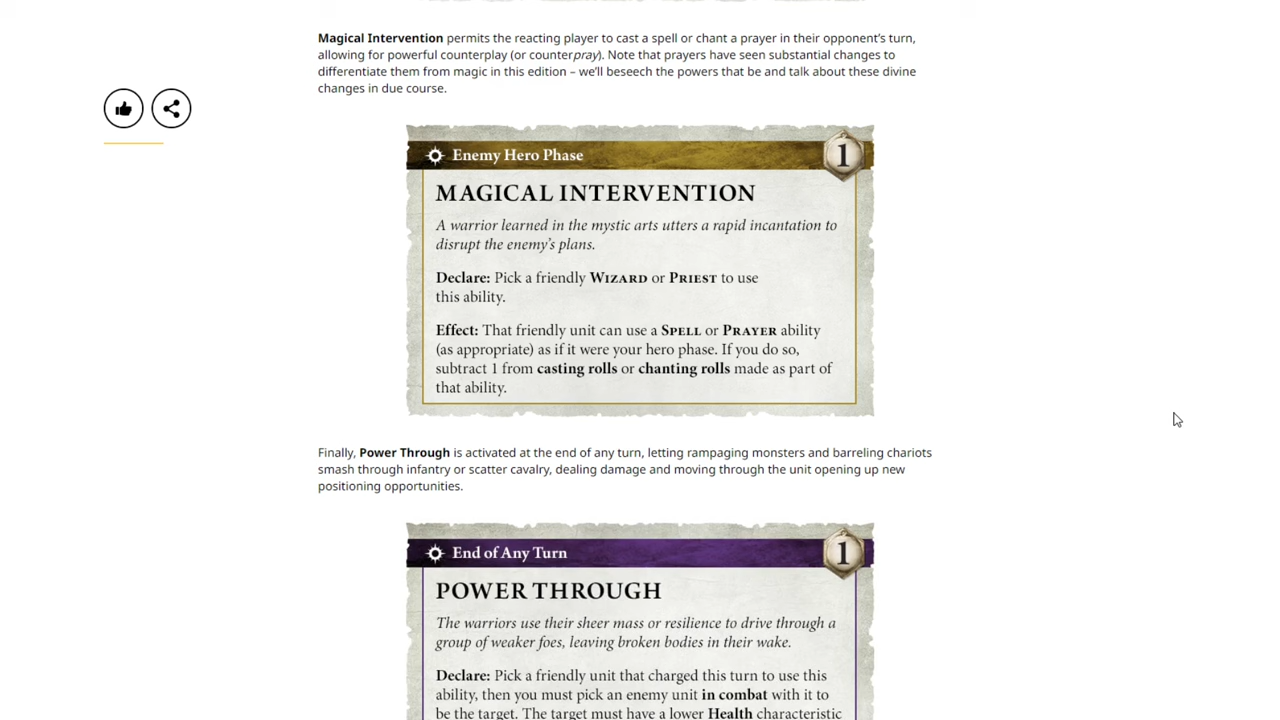 Magical Intervention permits the reacting player to cast a spell or chant a prayer in their opponent's turn,
allowing for powerful counterplay (or counterpray). Note that prayers have seen substantial changes to
differentiate them from magic in this edition – we'll beseech the powers that be and talk about these divine
changes in due course.
Enemy Hero Phase
1
MAGICAL INTERVENTION
A warrior learned in the mystic arts utters a rapid incantation to
disrupt the enemy's plans.
Declare: Pick a friendly WIZARD or PRIEST to use
this ability.
Effect: That friendly unit can use a SPELL or PRAYER ability
(as appropriate) as if it were your hero phase. If you do so,
subtract 1 from casting rolls or chanting rolls made as part of
that ability.
Finally, Power Through is activated at the end of any turn, letting rampaging monsters and barreling chariots
smash through infantry or scatter cavalry, dealing damage and moving through the unit opening up new
positioning opportunities.
End of Any Turn
1
POWER THROUGH
The warriors use their sheer mass or resilience to drive through a
group of weaker foes, leaving broken bodies in their wake.
Declare: Pick a friendly unit that charged this turn to use this
ability, then you must pick an enemy unit in combat with it to
be the target. The target must have a lower Health characteristic